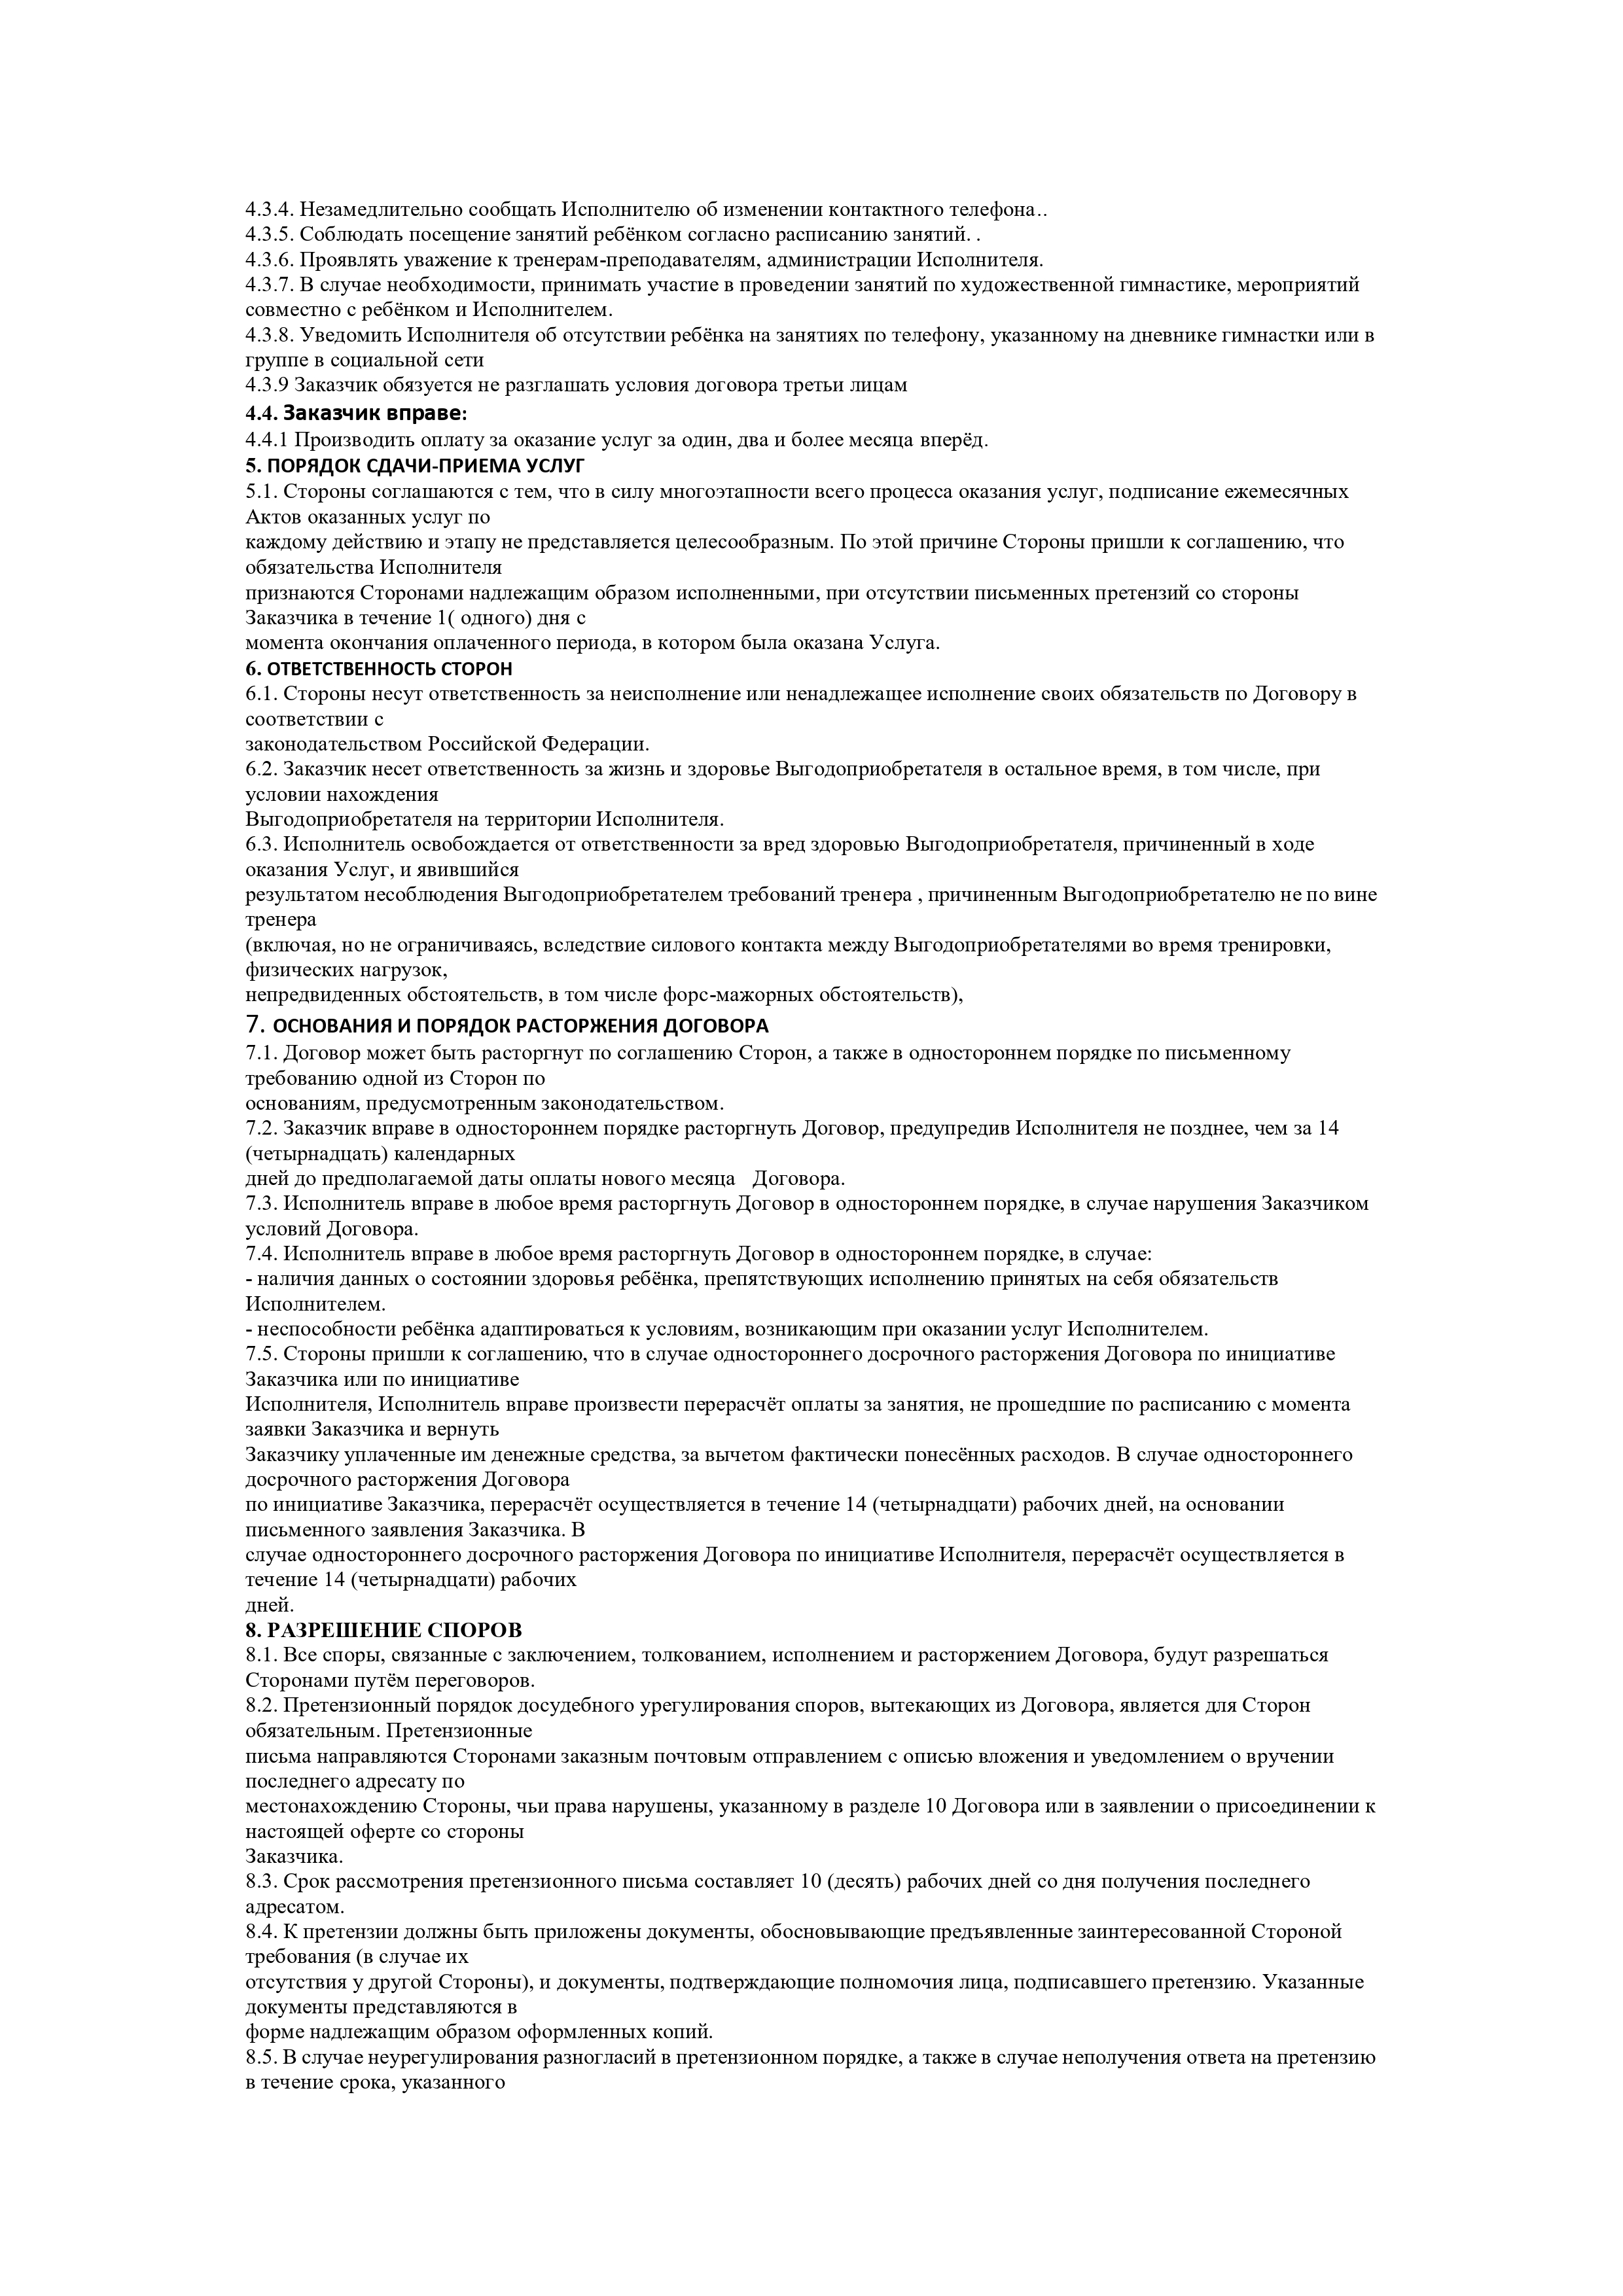 4.3.4. Незамедлительно сообщать Исполнителю об изменении контактного телефона..
4.3.5. Соблюдать посещение занятий ребёнком согласно расписанию занятий. .
4.3.6. Проявлять уважение к тренерам-преподавателям, администрации Исполнителя.
4.3.7. В случае необходимости, принимать участие в проведении занятий по художественной гимнастике, мероприятий
совместно с ребёнком и Исполнителем.
4.3.8. Уведомить Исполнителя об отсутствии ребёнка на занятиях по телефону, указанному на дневнике гимнастки или в
группе в социальной сети
4.3.9 Заказчик обязуется не разглашать условия договора третьи лицам
4.4. Заказчик вправе:
4.4.1 Производить оплату за оказание услуг за один, два и более месяца вперёд.
5. ПОРЯДОК СДАЧИ-ПРИЕМА УСЛУГ
5.1. Стороны соглашаются с тем, что в силу многоэтапности всего процесса оказания услуг, подписание ежемесячных
Актов оказанных услуг по
каждому действию и этапу не представляется целесообразным. По этой причине Стороны пришли к соглашению, что
обязательства Исполнителя
признаются Сторонами надлежащим образом исполненными, при отсутствии письменных претензий со стороны
Заказчика в течение 1( одного) дня с
момента окончания оплаченного периода, в котором была оказана Услуга.
6. ОТВЕТСТВЕННОСТЬ СТОРОН
6.1. Стороны несут ответственность за неисполнение или ненадлежащее исполнение своих обязательств по Договору в
соответствии с
законодательством Российской Федерации.
6.2. Заказчик несет ответственность за жизнь и здоровье Выгодоприобретателя в остальное время, в том числе, при
условии нахождения
Выгодоприобретателя на территории Исполнителя.
6.3. Исполнитель освобождается от ответственности за вред здоровью Выгодоприобретателя, причиненный в ходе
оказания Услуг, и явившийся
результатом несоблюдения Выгодоприобретателем требований тренера , причиненным Выгодоприобретателю не по вине
тренера
(включая, но не ограничиваясь, вследствие силового контакта между Выгодоприобретателями во время тренировки,
физических нагрузок,
непредвиденных обстоятельств, в том числе форс-мажорных обстоятельств),
7. ОСНОВАНИЯ И ПОРЯДОК РАСТОРЖЕНИЯ ДОГОВОРА
7.1. Договор может быть расторгнут по соглашению Сторон, а также в одностороннем порядке по письменному
требованию одной из Сторон по
основаниям, предусмотренным законодательством.
7.2. Заказчик вправе в одностороннем порядке расторгнуть Договор, предупредив Исполнителя не позднее, чем за 14
(четырнадцать) календарных
дней до предполагаемой даты оплаты нового месяца Договора.
7.3. Исполнитель вправе в любое время расторгнуть Договор в одностороннем порядке, в случае нарушения Заказчиком
условий Договора.
7.4. Исполнитель вправе в любое время расторгнуть Договор в одностороннем порядке, в случае:
- наличия данных о состоянии здоровья ребёнка, препятствующих исполнению принятых на себя обязательств
Исполнителем.
- неспособности ребёнка адаптироваться к условиям, возникающим при оказании услуг Исполнителем.
7.5. Стороны пришли к соглашению, что в случае одностороннего досрочного расторжения Договора по инициативе
Заказчика или по инициативе
Исполнителя, Исполнитель вправе произвести перерасчёт оплаты за занятия, не прошедшие по расписанию с момента
заявки Заказчика и вернуть
Заказчику уплаченные им денежные средства, за вычетом фактически понесённых расходов. В случае одностороннего
досрочного расторжения Договора
по инициативе Заказчика, перерасчёт осуществляется в течение 14 (четырнадцати) рабочих дней, на основании
письменного заявления Заказчика. В
случае одностороннего досрочного расторжения Договора по инициативе Исполнителя, перерасчёт осуществляется в
течение 14 (четырнадцати) рабочих
дней.
8. РАЗРЕШЕНИЕ СПОРОВ
8.1. Все споры, связанные с заключением, толкованием, исполнением и расторжением Договора, будут разрешаться
Сторонами путём переговоров.
8.2. Претензионный порядок досудебного урегулирования споров, вытекающих из Договора, является для Сторон
обязательным. Претензионные
письма направляются Сторонами заказным почтовым отправлением с описью вложения и уведомлением о вручении
последнего адресату по
местонахождению Стороны, чьи права нарушены, указанному в разделе 10 Договора или в заявлении о присоединении к
настоящей оферте со стороны
Заказчика.
8.3. Срок рассмотрения претензионного письма составляет 10 (десять) рабочих дней со дня получения последнего
адресатом.
8.4. К претензии должны быть приложены документы, обосновывающие предъявленные заинтересованной Стороной
требования (в случае их
отсутствия у другой Стороны), и документы, подтверждающие полномочия лица, подписавшего претензию. Указанные
документы представляются в
форме надлежащим образом оформленных копий.
8.5. В случае неурегулирования разногласий в претензионном порядке, а также в случае неполучения ответа на претензию
в течение срока, указанного